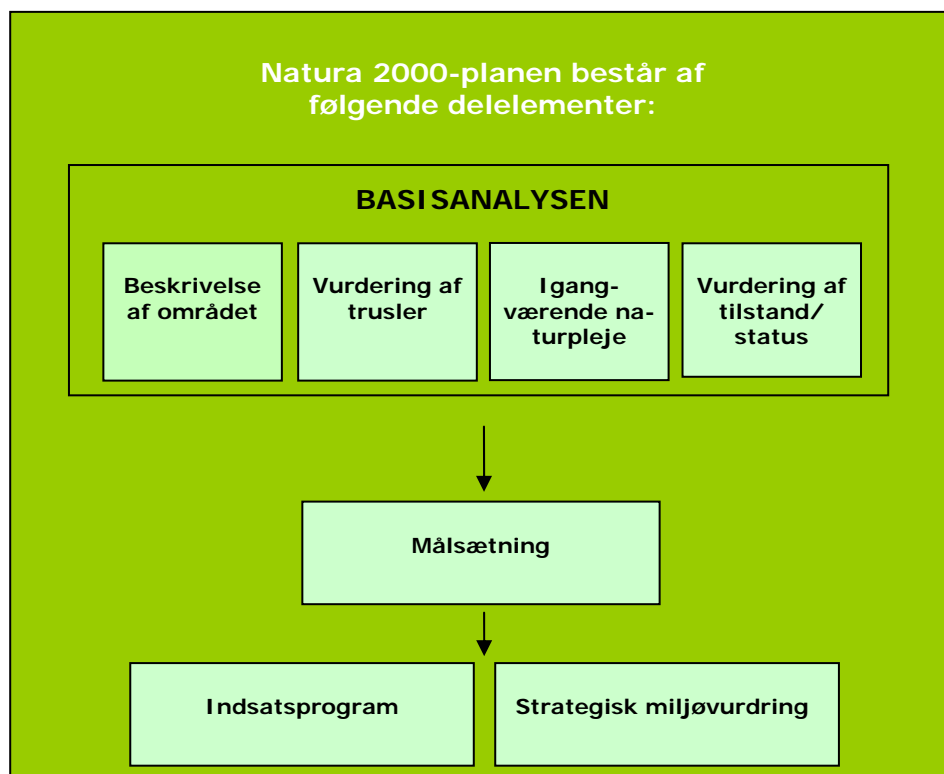 Natura 2000-planen består af
følgende delelementer:
BASISANALYSEN
Beskrivelse
af området
Vurdering af
trusler
Igang-
værende na-
turpleje
Vurdering af
tilstand/
status
Målsætning
Indsatsprogram
Strategisk miljøvurdring